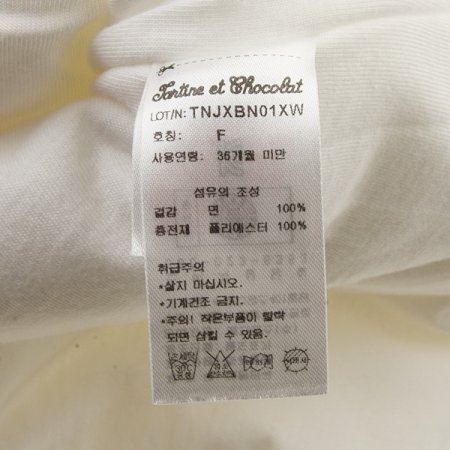 Tartine et Chocolat
LOT/N: TNJXBN01XW
호칭: F
사용연령: 36개월 미만
섬유의 조성
겉감 면 100%
충전재 폴리에스터 100%
취급주의
*삶지 마십시오.
*기계건조 금지.
*주의! 작은부품이 탈락
되면 삼킬 수 있음.